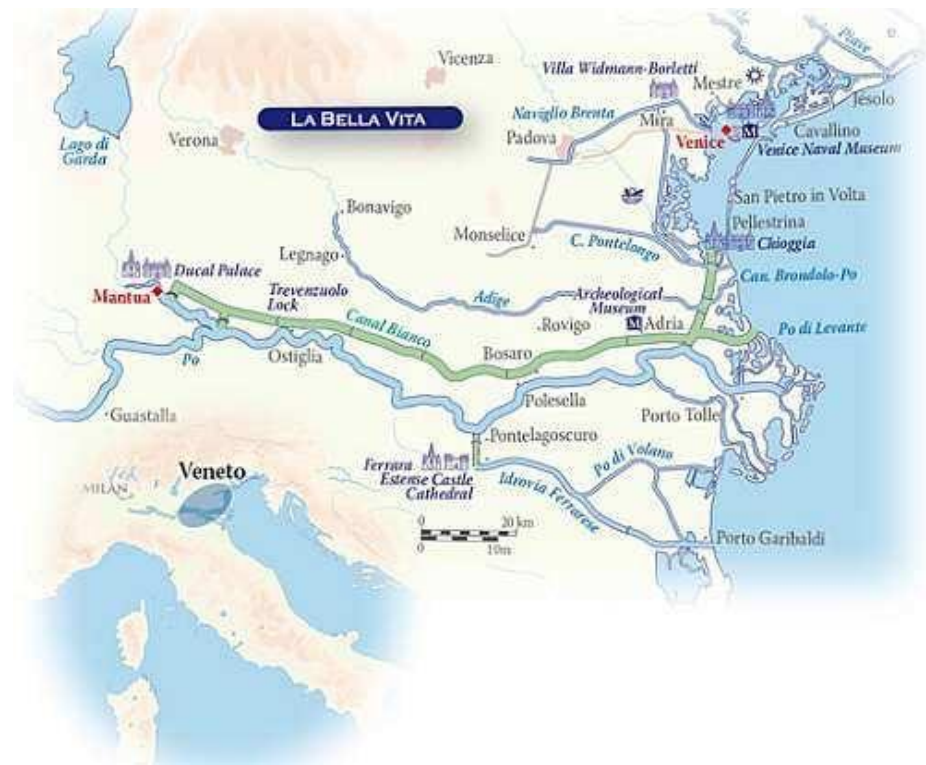 LA BELLA VITA
Lago di
Garda
Verona
Vicenza
Villa Widmann-Borletti
Mestre
Piave
Jésolo
Naviglio Brenta
Mira
Padova
Venice
M
Cavallino
Venice Naval Museum
San Pietro in Volta
Pellestrina
Chioggia
Bonavigo
Monselice
C. Pontelongo
Legnago
Can. Brondolo-Po
Ducal Palace
Mantua
Trevenzuolo
Lock
Adige
Archeological
Museum
M
Adria
Rovigo
Canal Bianco
Po di Levante
Po
Ostiglia
Bosaro
Polesella
Guastalla
Porto Tolle
Pontelagoscuro
Po di Volano
Ferrara
Estense Castle
Cathedral
Idrovia Ferrarese
Veneto
MILAN
0 20 km
0 10m
Porto Garibaldi